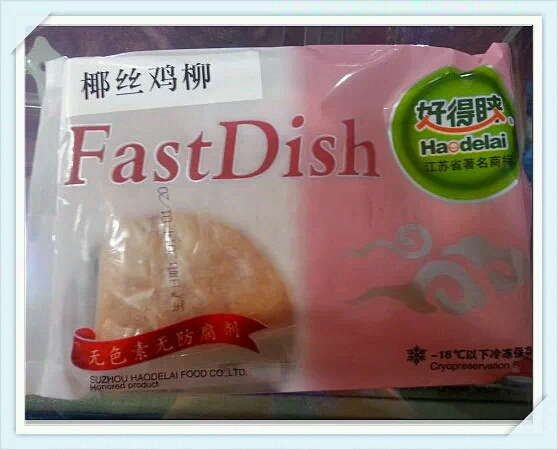 椰丝鸡柳
FastDish
好得睐
Haodelai
江苏省著名商标
无色素无防腐剂
SUZHOU HAODELAI FOOD CO.,LTD.
Honored product
-18℃以下冷冻保
Cryopreservation